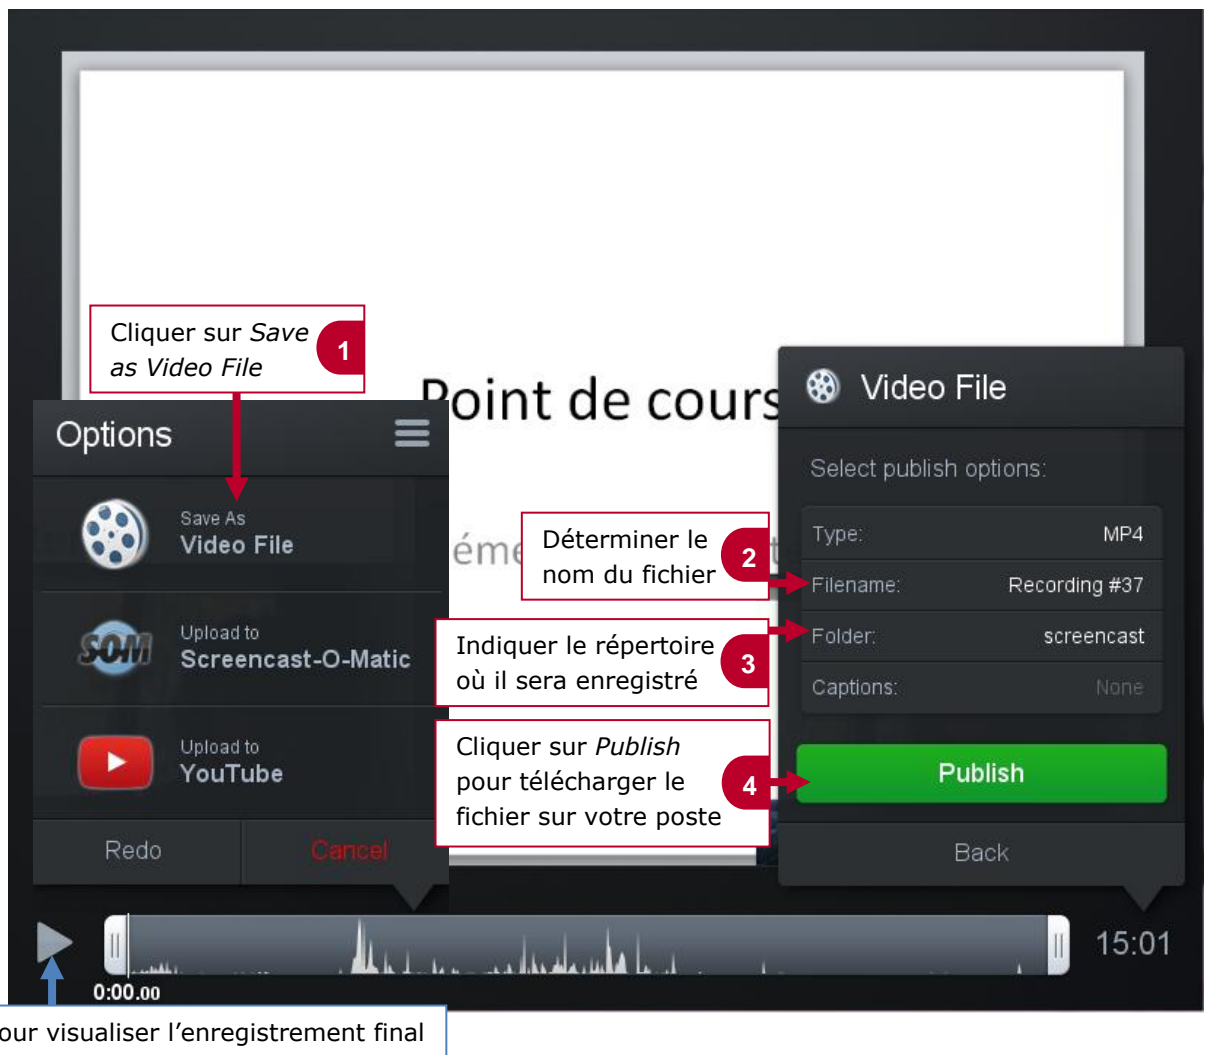 Cliquer sur Save
as Video File
1
Point de cours
Options
Save As
Video File
Upload to
Screencast-O-Matic
Upload to
YouTube
Redo
Cancel
Déterminer le
nom du fichier
2
Indiquer le répertoire
où il sera enregistré
3
Cliquer sur Publish
pour télécharger le
fichier sur votre poste
4
Video File
Select publish options:
Type: MP4
Filename: Recording #37
Folder: screencast
Captions: None
Publish
Back
SOM
15:01
0:00.00
visualiser l’enregistrement final